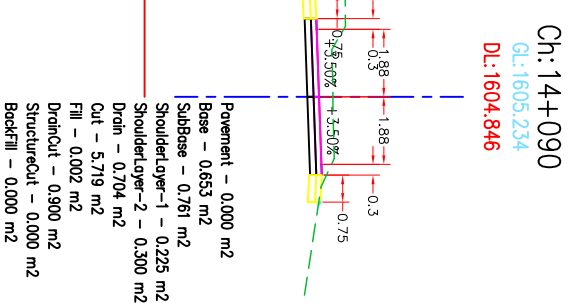 Ch:14+090
GL:1605.234
DL:1604.846
0.75
0.3
1.88
1.88
0.3
0.75
+3.50%
+3.50%
Pavement - 0.000 m2
Base - 0.653 m2
SubBase - 0.761 m2
ShoulderLayer-1 - 0.225 m2
ShoulderLayer-2 - 0.300 m2
Drain - 0.704 m2
Cut - 5.719 m2
Fill - 0.002 m2
DrainCut - 0.900 m2
StructureCut - 0.000 m2
BackFill - 0.000 m2